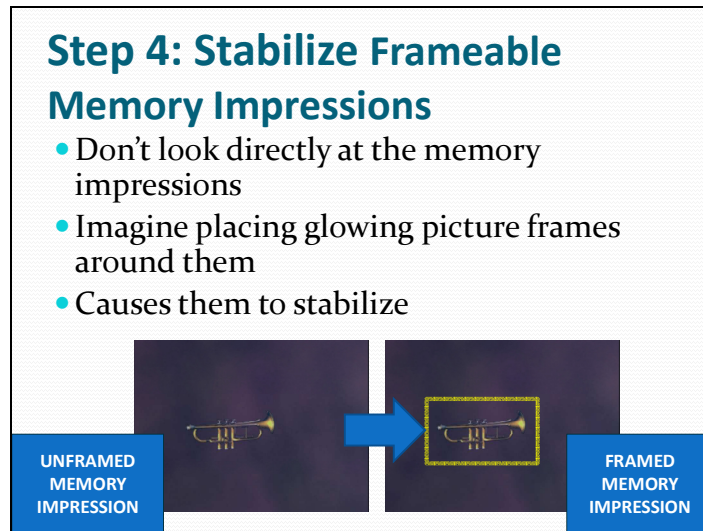 Step 4: Stabilize Frameable
Memory Impressions
• Don't look directly at the memory
impressions
• Imagine placing glowing picture frames
around them
• Causes them to stabilize
UNFRAMED
MEMORY
IMPRESSION
FRAMED
MEMORY
IMPRESSION